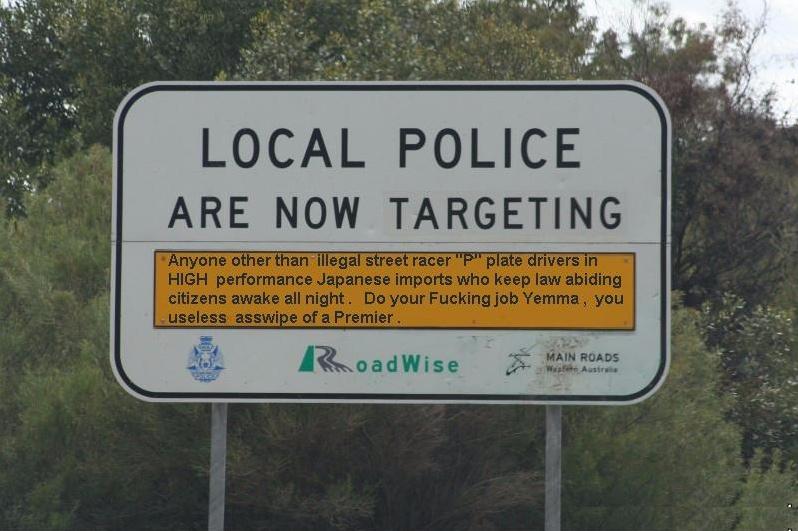 LOCAL POLICE
ARE NOW TARGETING
Anyone other than illegal street racer "P" plate drivers in
HIGH performance Japanese imports who keep law abiding
citizens awake all night . Do your Fucking job Yemma , you
useless asswipe of a Premier .
RoadWise
MAIN ROADS
Western Australia